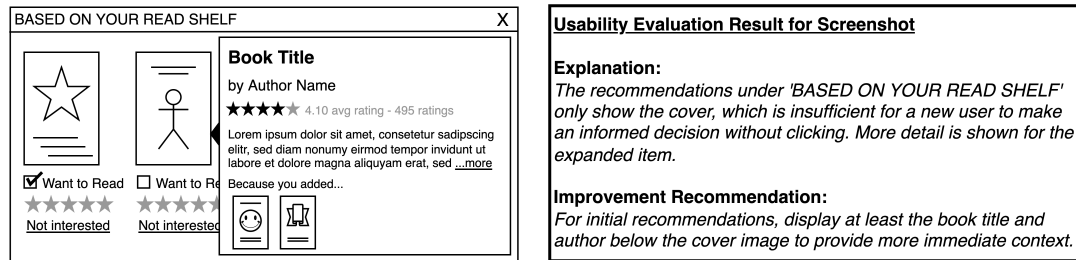 BASED ON YOUR READ SHELF X
Book Title
by Author Name
4.10 avg rating - 495 ratings
Lorem ipsum dolor sit amet, consetetur sadipscing
elitr, sed diam nonumy eirmod tempor invidunt ut
labore et dolore magna aliquyam erat, sed ...more
Because you added...
Want to Read
Not interested
Want to Re
Not interested
Usability Evaluation Result for Screenshot
Explanation:
The recommendations under 'BASED ON YOUR READ SHELF'
only show the cover, which is insufficient for a new user to make
an informed decision without clicking. More detail is shown for the
expanded item.
Improvement Recommendation:
For initial recommendations, display at least the book title and
author below the cover image to provide more immediate context.